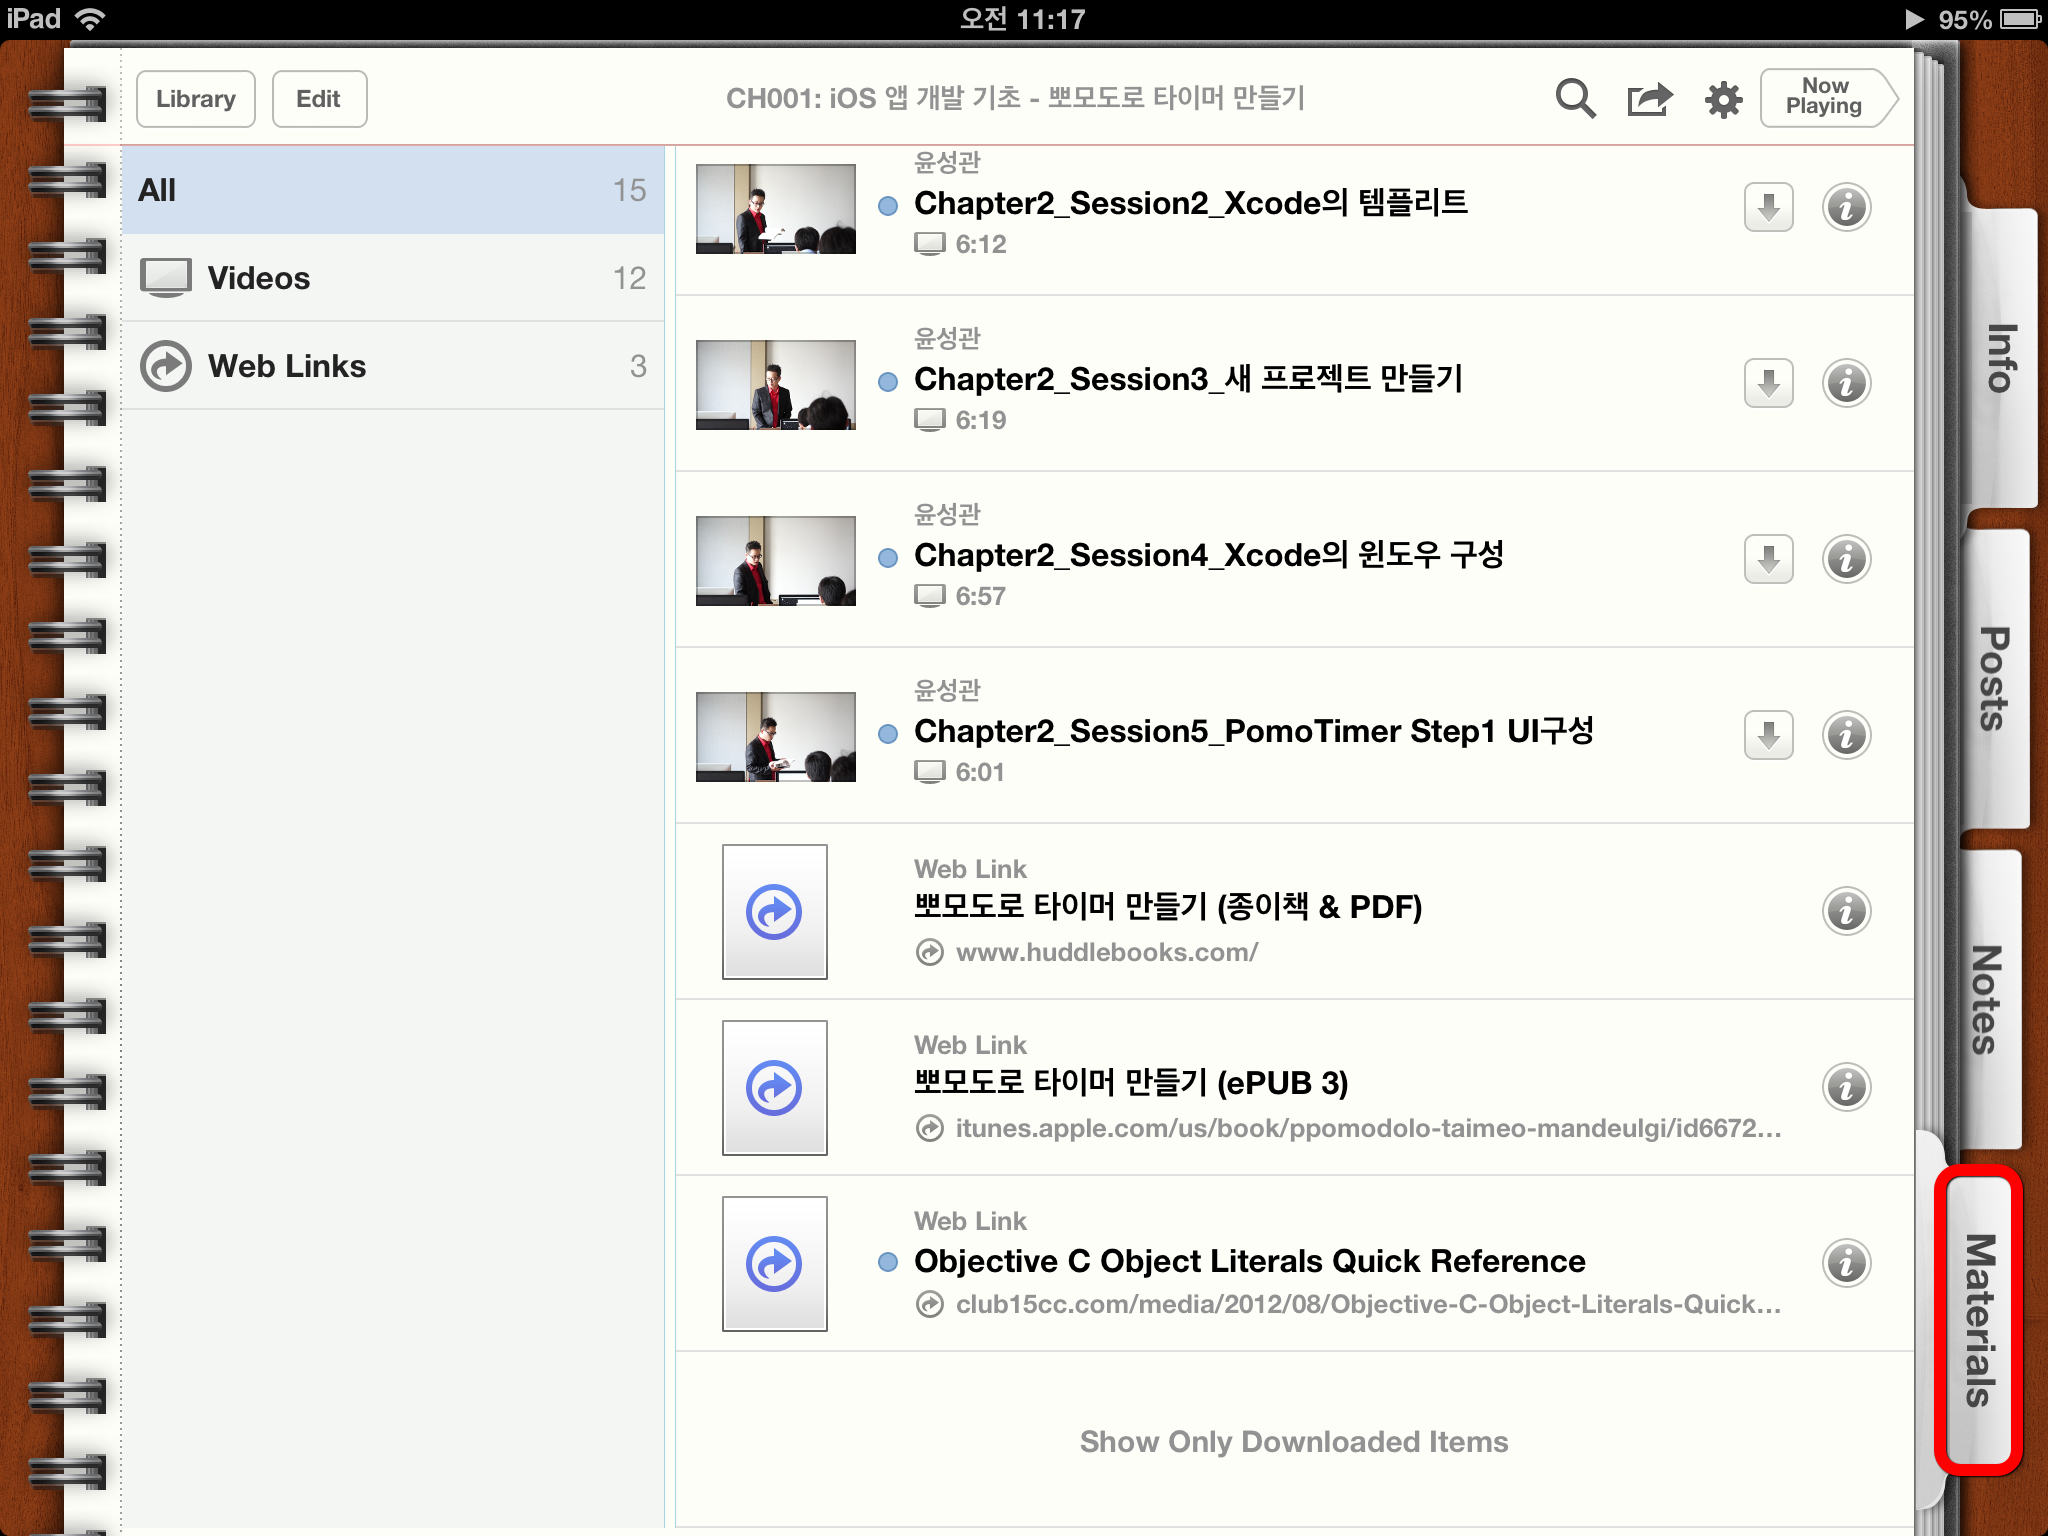 iPad 오전 11:17 95%
Library Edit CH001: iOS 앱 개발 기초 - 뽀모도로 타이머 만들기 Now Playing
All 15
Videos 12
Web Links 3
윤성관
Chapter2_Session2_Xcode의 템플리트
6:12
윤성관
Chapter2_Session3_새 프로젝트 만들기
6:19
윤성관
Chapter2_Session4_Xcode의 윈도우 구성
6:57
윤성관
Chapter2_Session5_PomoTimer Step1 UI구성
6:01
Web Link
뽀모도로 타이머 만들기 (종이책 & PDF)
www.huddlebooks.com/
Web Link
뽀모도로 타이머 만들기 (ePUB 3)
itunes.apple.com/us/book/ppomodolo-taimeo-mandeulgi/id6672...
Web Link
Objective C Object Literals Quick Reference
club15cc.com/media/2012/08/Objective-C-Object-Literals-Quick...
Show Only Downloaded Items
Info
Posts
Notes
Materials